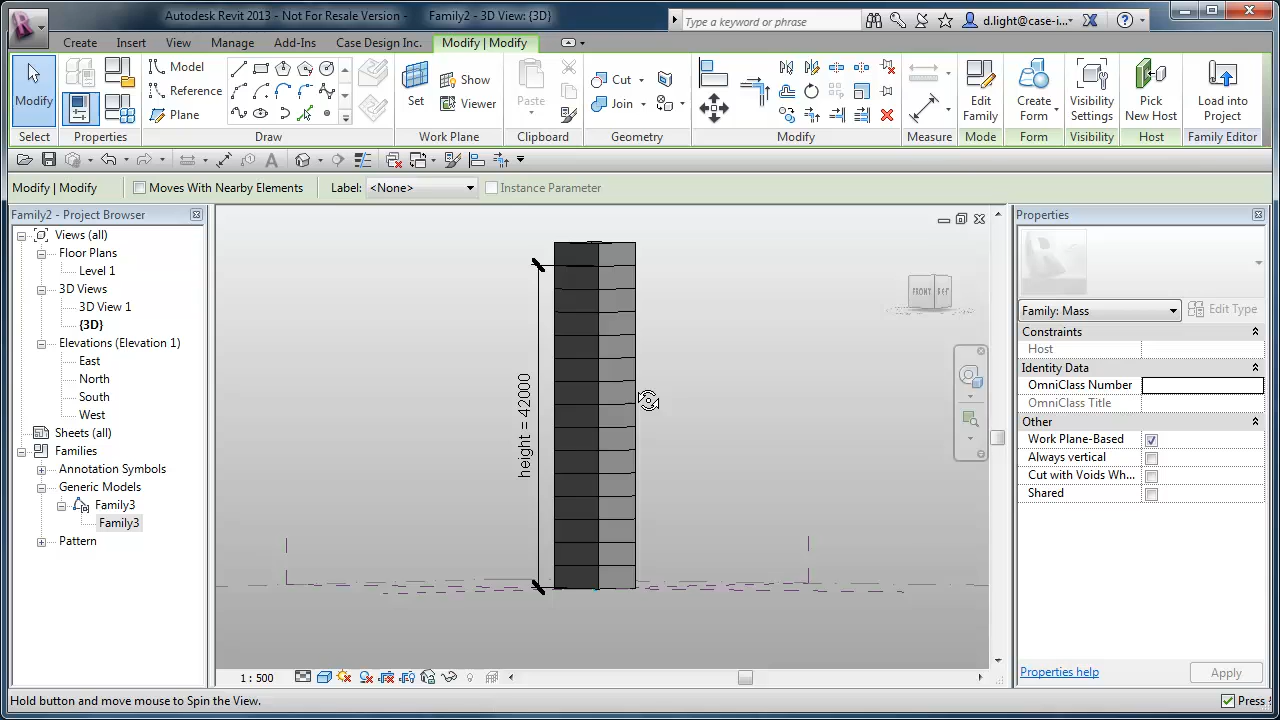 Autodesk Revit 2013 - Not For Resale Version - Family2 - 3D View: {3D}
Type a keyword or phrase
d.light@case-i...
Create Insert View Manage Add-Ins Case Design Inc. Modify | Modify
Modify
Model
Reference
Plane
Set
Show
Viewer
Paste
Cut
Join
Edit Family
Create Form
Visibility Settings
Pick New Host
Load into Project
Select Properties Draw Work Plane Clipboard Geometry Modify Measure Mode Form Visibility Host Family Editor
Modify | Modify
Moves With Nearby Elements
Label: <None>
Instance Parameter
Family2 - Project Browser
Views (all)
Floor Plans
Level 1
3D Views
3D View 1
{3D}
Elevations (Elevation 1)
East
North
South
West
Sheets (all)
Families
Annotation Symbols
Generic Models
Family3
Family3
Pattern
height = 42000
FRONT
1 : 500
Properties
Family: Mass
Edit Type
Constraints
Host
Identity Data
OmniClass Number
OmniClass Title
Other
Work Plane-Based
Always vertical
Cut with Voids Wh...
Shared
Properties help
Apply
Hold button and move mouse to Spin the View.
Press